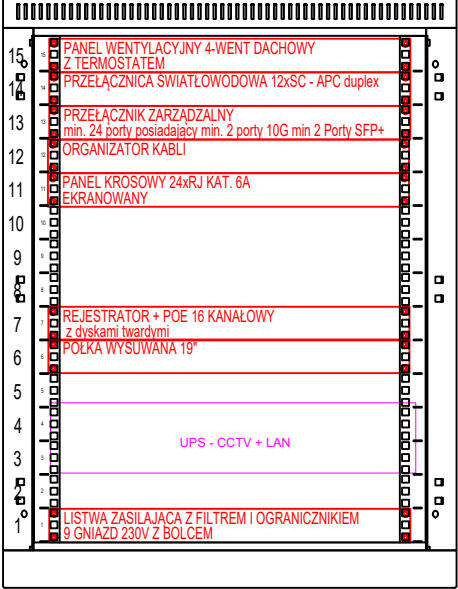 15
PANEL WENTYLACYJNY 4-WENT DACHOWY
Z TERMOSTATEM
14
PRZEŁĄCZNICA ŚWIATŁOWODOWA 12xSC - APC duplex
13
PRZEŁĄCZNIK ZARZĄDZALNY
min. 24 porty posiadający min. 2 porty 10G min 2 Porty SFP+
12
ORGANIZATOR KABLI
11
PANEL KROSOWY 24xRJ KAT. 6A
EKRANOWANY
10
9
8
7
REJESTRATOR + POE 16 KANAŁOWY
z dyskami twardymi
6
PÓŁKA WYSUWANA 19"
5
4
UPS - CCTV + LAN
3
2
1
LISTWA ZASILAJĄCA Z FILTREM I OGRANICZNIKIEM
9 GNIAZD 230V Z BOLCEM